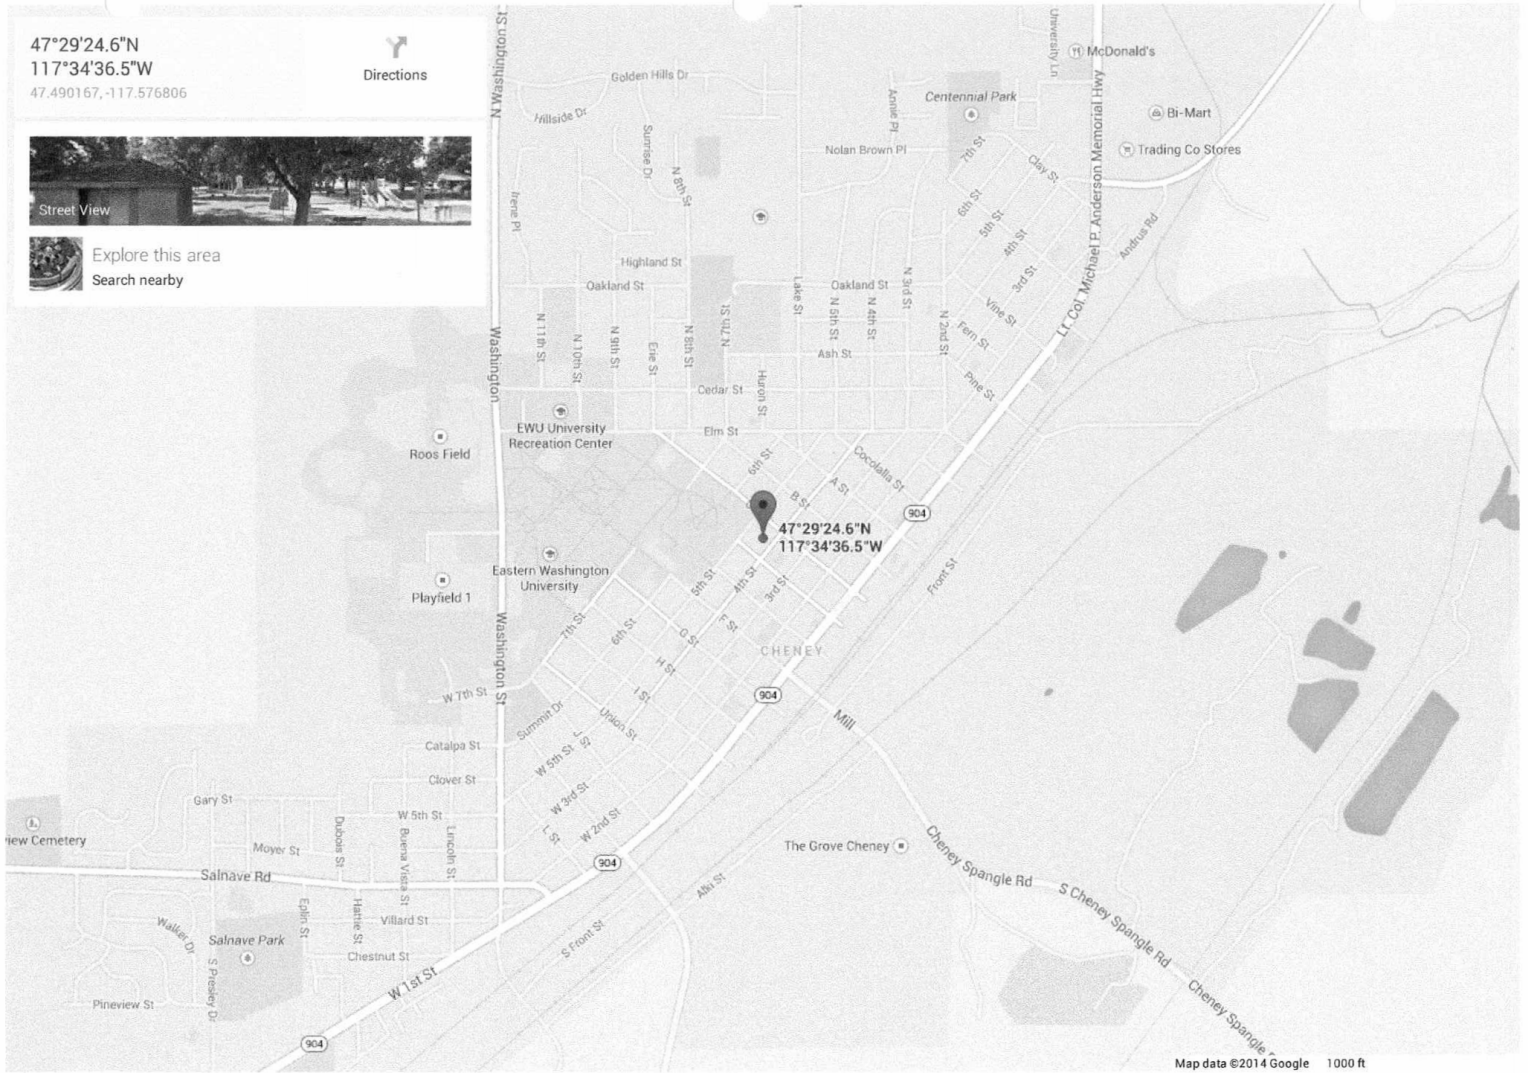 47°29'24.6"N
117°34'36.5"W
47.490167, -117.576806
Directions
Street View
Explore this area
Search nearby
N Washington St
Golden Hills Dr
Hillside Dr
Sunrise Dr
N 8th St
Irene Pl
Annie Pl
University Ln
McDonald's
Centennial Park
Bi-Mart
Trading Co Stores
Nolan Brown Pl
7th St
Clay St
6th St
5th St
4th St
3rd St
Andrus Rd
Lt. Col. Michael P. Anderson Memorial Hwy
Highland St
Oakland St
Lake St
Oakland St
N 3rd St
Vine St
Fern St
Pine St
Washington
N 11th St
N 10th St
N 9th St
Erie St
N 8th St
N 7th St
N 5th St
N 4th St
N 2nd St
Ash St
Cedar St
Huron St
EWU University
Recreation Center
Roos Field
Elm St
6th St
Cocolalla St
A St
B St
904
47°29'24.6"N
117°34'36.5"W
Eastern Washington
University
Playfield 1
5th St
4th St
3rd St
Front St
7th St
6th St
F St
G St
H St
I St
CHENEY
Washington St
W 7th St
904
Mill
Summit Dr
Union St
J St
Catalpa St
W 5th St
Clover St
Gary St
W 3rd St
W 5th St
W 2nd St
L St
view Cemetery
Moyer St
Dubois St
Buena Vista St
Lincoln St
The Grove Cheney
Cheney Spangle Rd
904
Salnave Rd
Alki St
S Cheney Spangle Rd
Eplin St
Hattie St
Villard St
Walker Dr
Salnave Park
S Front St
Chestnut St
S Presley Dr
W 1st St
Pineview St
Cheney Spangle
904
Map data ©2014 Google
1000 ft